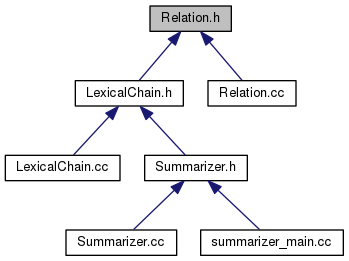 Relation.h
LexicalChain.h
Relation.cc
LexicalChain.cc
Summarizer.h
Summarizer.cc
summarizer_main.cc